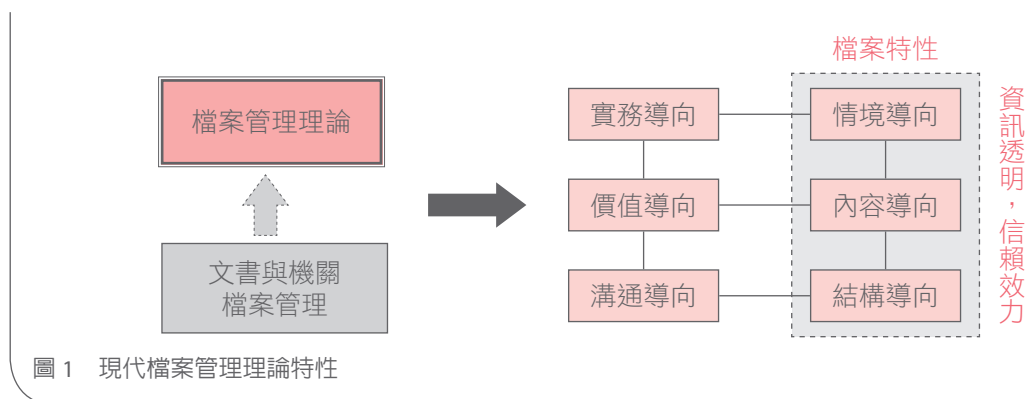 檔案特性
檔案管理理論
文書與機關
檔案管理
實務導向
情境導向
價值導向
內容導向
溝通導向
結構導向
資訊透明，信賴效力
圖 1　現代檔案管理理論特性